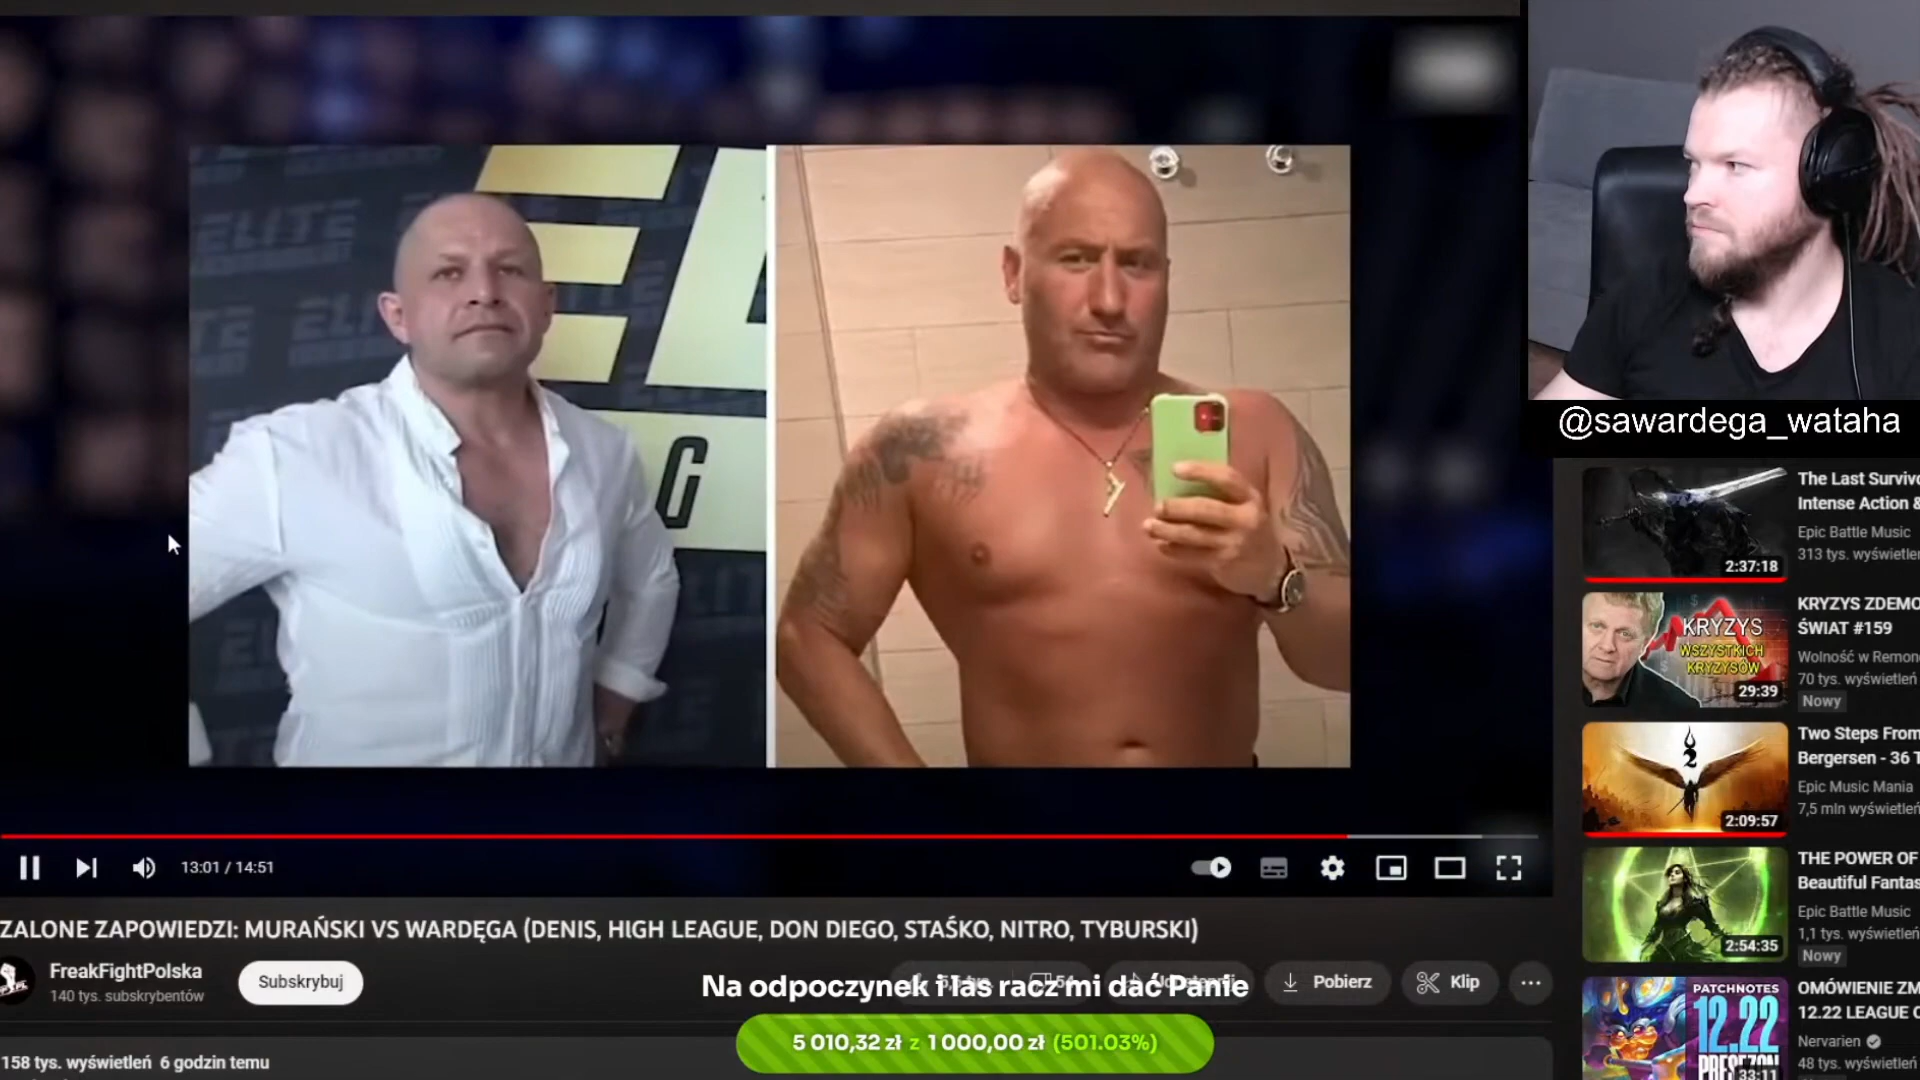 ELITE
G
@sawardega_wataha
13:01 / 14:51
ZALONE ZAPOWIEDZI: MURAŃSKI VS WARDĘGA (DENIS, HIGH LEAGUE, DON DIEGO, STAŚKO, NITRO, TYBURSKI)
FreakFightPolska
140 tys. subskrybentów
Subskrybuj
Pobierz
Klip
Na odpoczynek i las racz mi dać Panie
5 010,32 zł z 1 000,00 zł (501.03%)
158 tys. wyświetleń 6 godzin temu
The Last Survivo
Intense Action &
Epic Battle Music
313 tys. wyświetleń
2:37:18
KRYZYS
WSZYSTKICH
KRYZYSÓW
29:39
KRYZYS ZDEMO
ŚWIAT #159
Wolność w Remon
70 tys. wyświetleń
Nowy
2
2:09:57
Two Steps From
Bergersen - 36 T
Epic Music Mania
7,5 mln wyświetleń
2:54:35
THE POWER OF
Beautiful Fantas
Epic Battle Music
1,1 tys. wyświetleń
Nowy
PATCHNOTES
12.22
33:11
OMÓWIENIE ZM
12.22 LEAGUE O
Nervarien
48 tys. wyświetleń